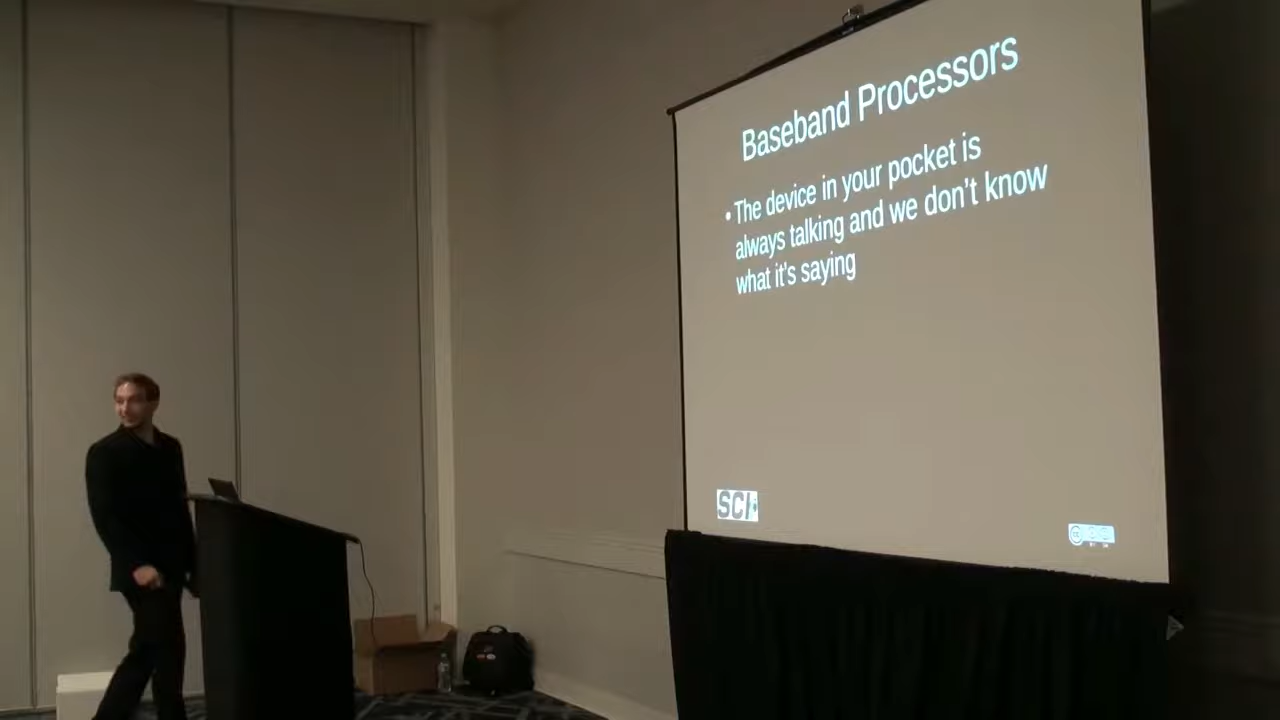 Baseband Processors
• The device in your pocket is
always talking and we don't know
what it's saying
SCI